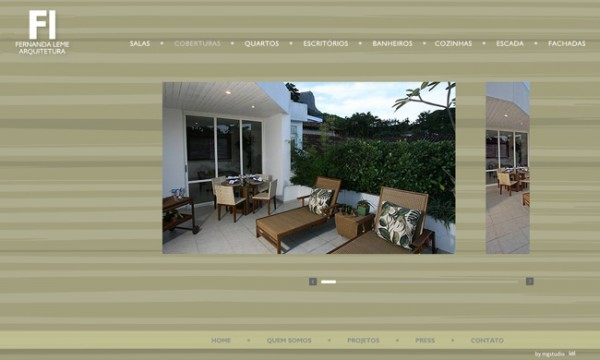 Fl
FERNANDA LEME
ARQUITETURA
SALAS • COBERTURAS • QUARTOS • ESCRITÓRIOS • BANHEIROS • COZINHAS • ESCADA • FACHADAS
HOME • QUEM SOMOS • PROJETOS • PRESS • CONTATO
by mgstudio